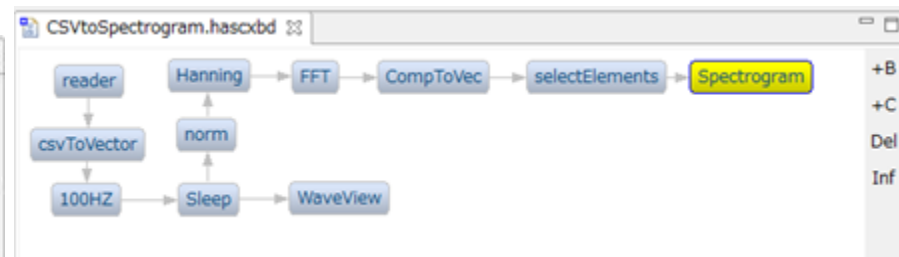 CSVtoSpectrogram.hascxbd
reader
Hanning
FFT
CompToVec
selectElements
Spectrogram
csvToVector
norm
100HZ
Sleep
WaveView
+B
+C
Del
Inf